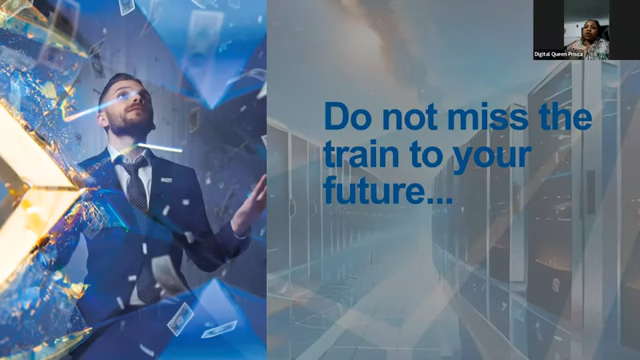 Do not miss the
train to your
future...
Digital Queen Prisca